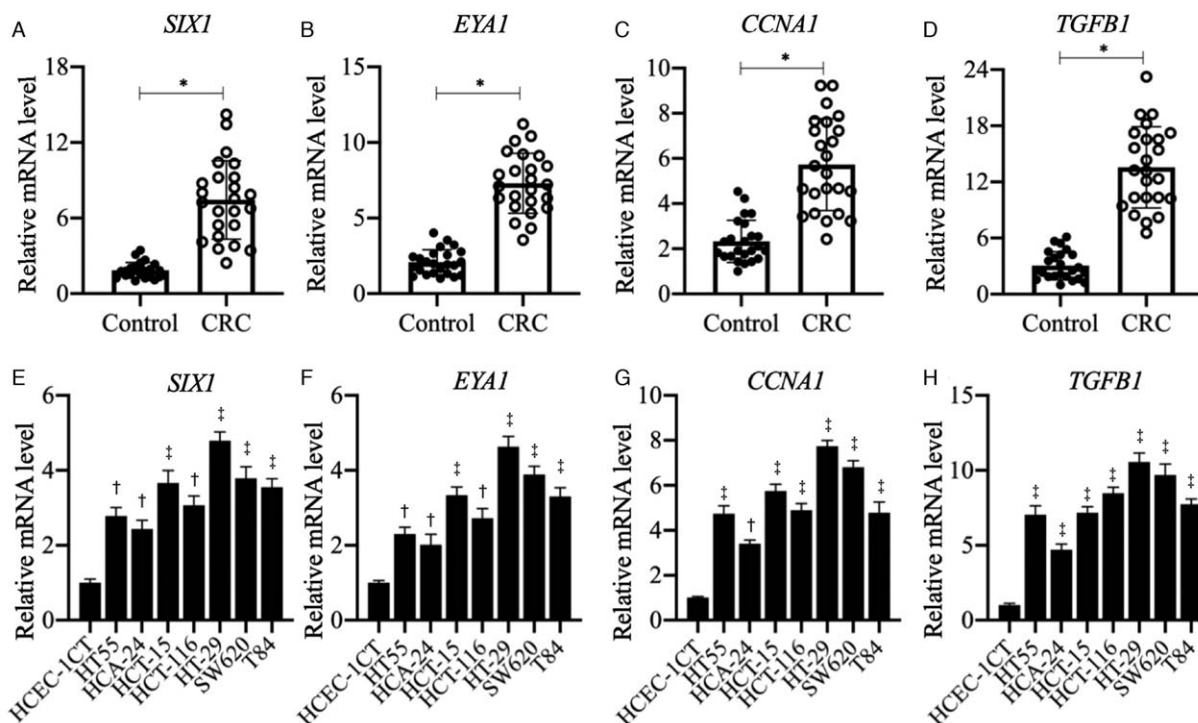 A
SIX1
Relative mRNA level
18
12
6
0
*
Control
CRC
B
EYA1
Relative mRNA level
15
10
5
0
*
Control
CRC
C
CCNA1
Relative mRNA level
10
8
6
4
2
0
*
Control
CRC
D
TGFB1
Relative mRNA level
24
18
12
6
0
*
Control
CRC
E
SIX1
Relative mRNA level
6
4
2
0
† † ‡ † ‡ ‡ ‡
HCEC-1CT
HT55
HCA-24
HCT-15
HCT-116
HT-29
SW620
T84
F
EYA1
Relative mRNA level
6
4
2
0
† † ‡ † ‡ ‡ ‡
HCEC-1CT
HT55
HCA-24
HCT-15
HCT-116
HT-29
SW620
T84
G
CCNA1
Relative mRNA level
10
8
6
4
2
0
‡ † ‡ ‡ ‡ ‡ ‡
HCEC-1CT
HT55
HCA-24
HCT-15
HCT-116
HT-29
SW620
T84
H
TGFB1
Relative mRNA level
15
10
5
0
‡ ‡ ‡ ‡ ‡ ‡ ‡
HCEC-1CT
HT55
HCA-24
HCT-15
HCT-116
HT-29
SW620
T84